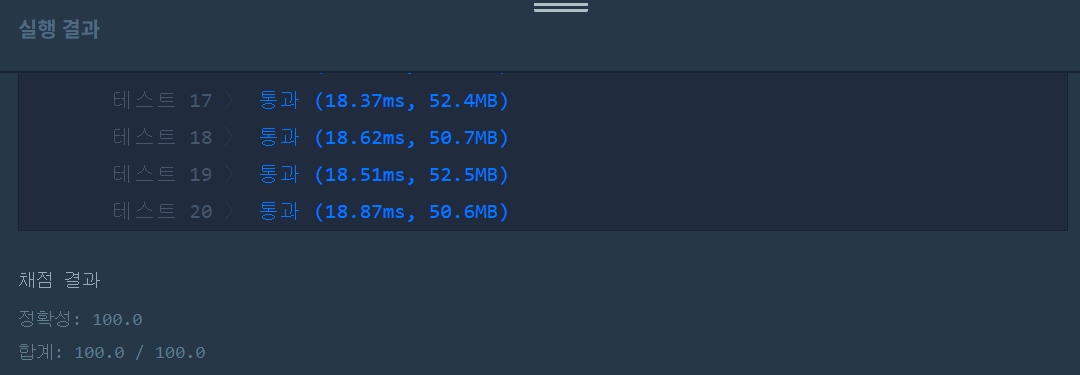 실행 결과
테스트 17 〉 통과 (18.37ms, 52.4MB)
테스트 18 〉 통과 (18.62ms, 50.7MB)
테스트 19 〉 통과 (18.51ms, 52.5MB)
테스트 20 〉 통과 (18.87ms, 50.6MB)
채점 결과
정확성: 100.0
합계: 100.0 / 100.0